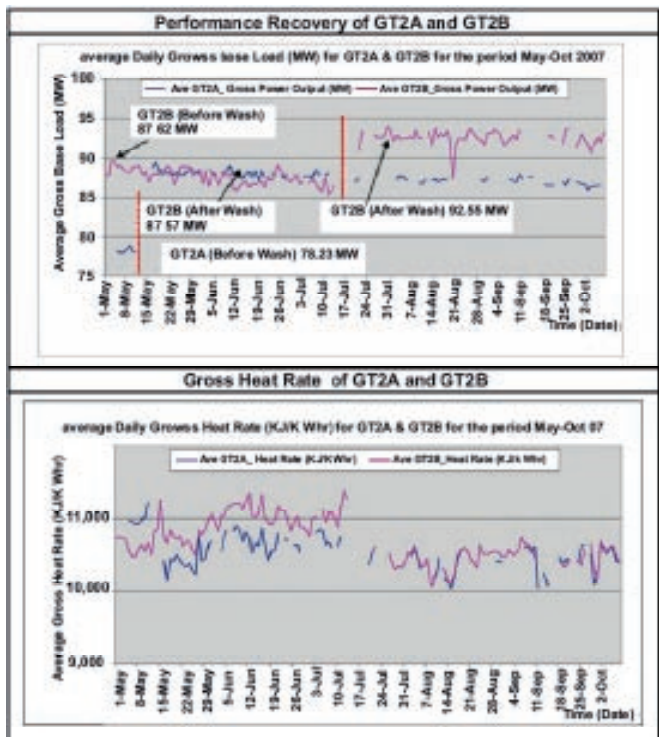 Performance Recovery of GT2A and GT2B
average Daily Growss base Load (MW) for GT2A & GT2B for the period May-Oct 2007
Average Gross Base Load (MW)
100
95
90
85
80
75
Ave GT2A_ Gross Power Output (MW)
Ave GT2B_Gross Power Output (MW)
GT2B (Before Wash)
87 62 MW
GT2B (After Wash)
87 57 MW
GT2B (After Wash) 92.55 MW
GT2A (Before Wash) 78.23 MW
1-May
8-May
15-May
22-May
29-May
5-Jun
12-Jun
19-Jun
26-Jun
3-Jul
10-Jul
17-Jul
24-Jul
31-Jul
7-Aug
14-Aug
21-Aug
28-Aug
4-Sep
11-Sep
18-Sep
25-Sep
2-Oct
Time (Date)
Gross Heat Rate of GT2A and GT2B
average Daily Growss Heat Rate (KJ/K Whr) for GT2A & GT2B for the period May-Oct 07
Average Gross Heat Rate (KJ/K Whr)
11,000
10,000
9,000
Ave GT2A_ Heat Rate (KJ/KWhr)
Ave GT2B_Heat Rate (KJ/k Whr)
1-May
8-May
15-May
22-May
29-May
5-Jun
12-Jun
19-Jun
26-Jun
3-Jul
10-Jul
17-Jul
24-Jul
31-Jul
7-Aug
14-Aug
21-Aug
28-Aug
4-Sep
11-Sep
25-Sep
2-Oct
Time (Date)